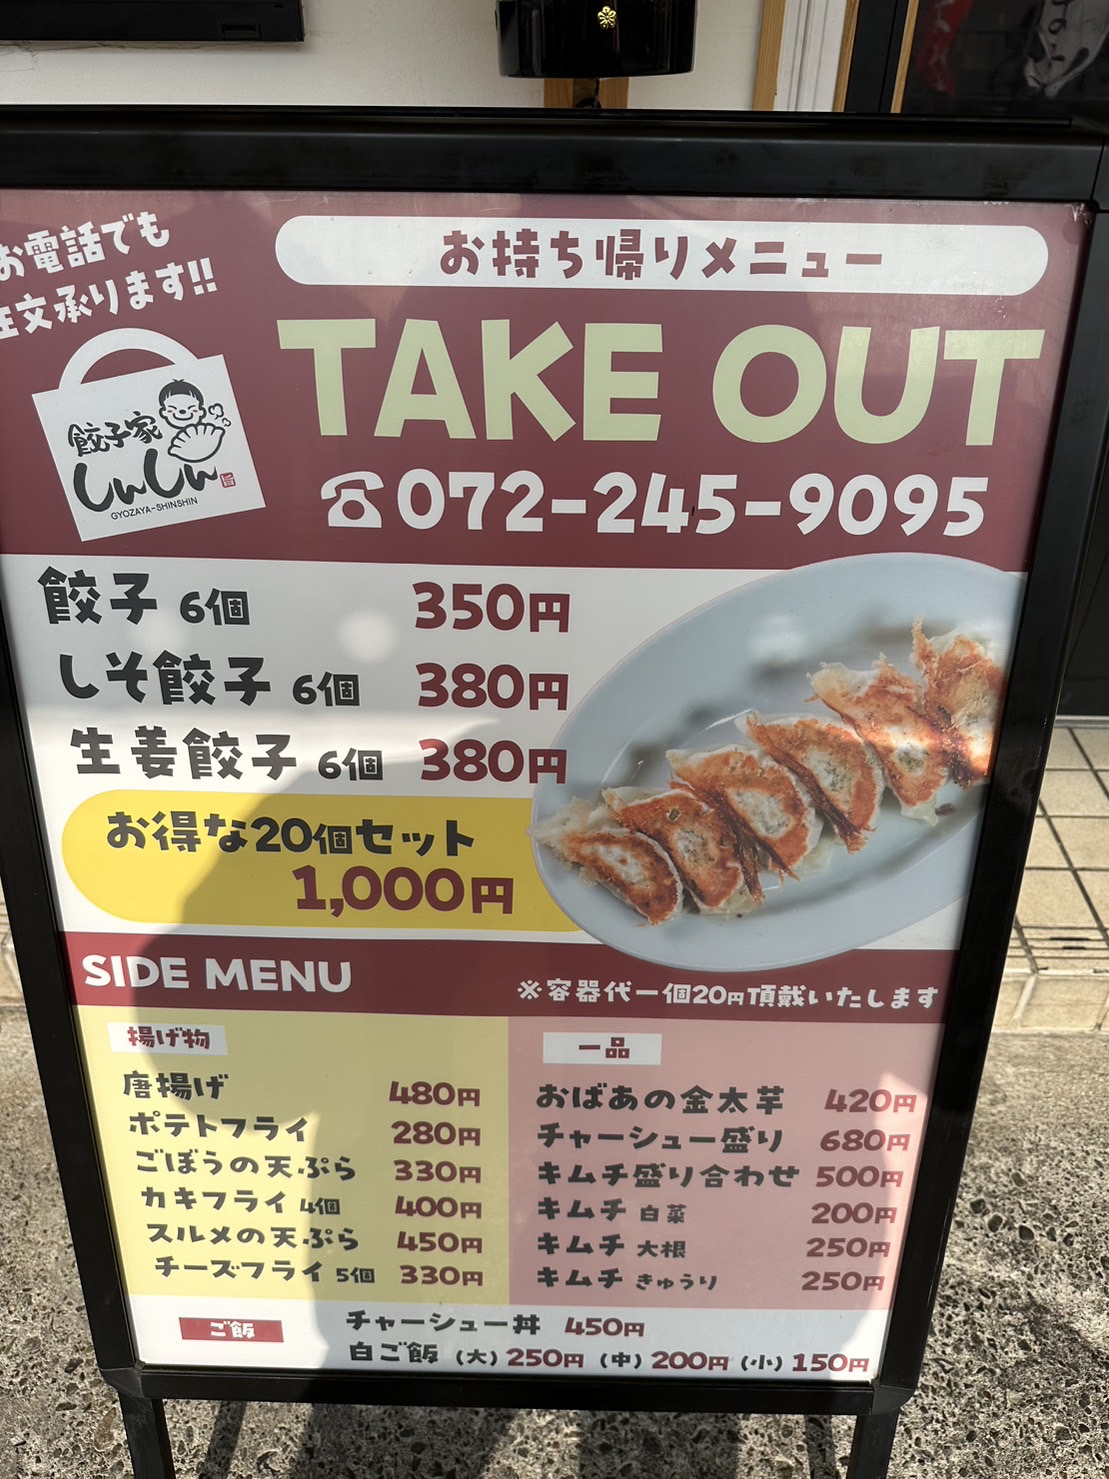 お電話でも
注文承ります!!
お持ち帰りメニュー
TAKE OUT
餃子家
しんしん
旨
GYOZAYA-SHINSHIN
☎072-245-9095
餃子 6個 350円
しそ餃子 6個 380円
生姜餃子 6個 380円
お得な20個セット
1,000円
SIDE MENU
※容器代一個20円頂戴いたします
揚げ物
唐揚げ 480円
ポテトフライ 280円
ごぼうの天ぷら 330円
カキフライ 4個 400円
スルメの天ぷら 450円
チーズフライ 5個 330円
一品
おばあの金太芋 420円
チャーシュー盛り 680円
キムチ盛り合わせ 500円
キムチ 白菜 200円
キムチ 大根 250円
キムチ きゅうり 250円
ご飯
チャーシュー丼 450円
白ご飯 (大) 250円 (中) 200円 (小) 150円